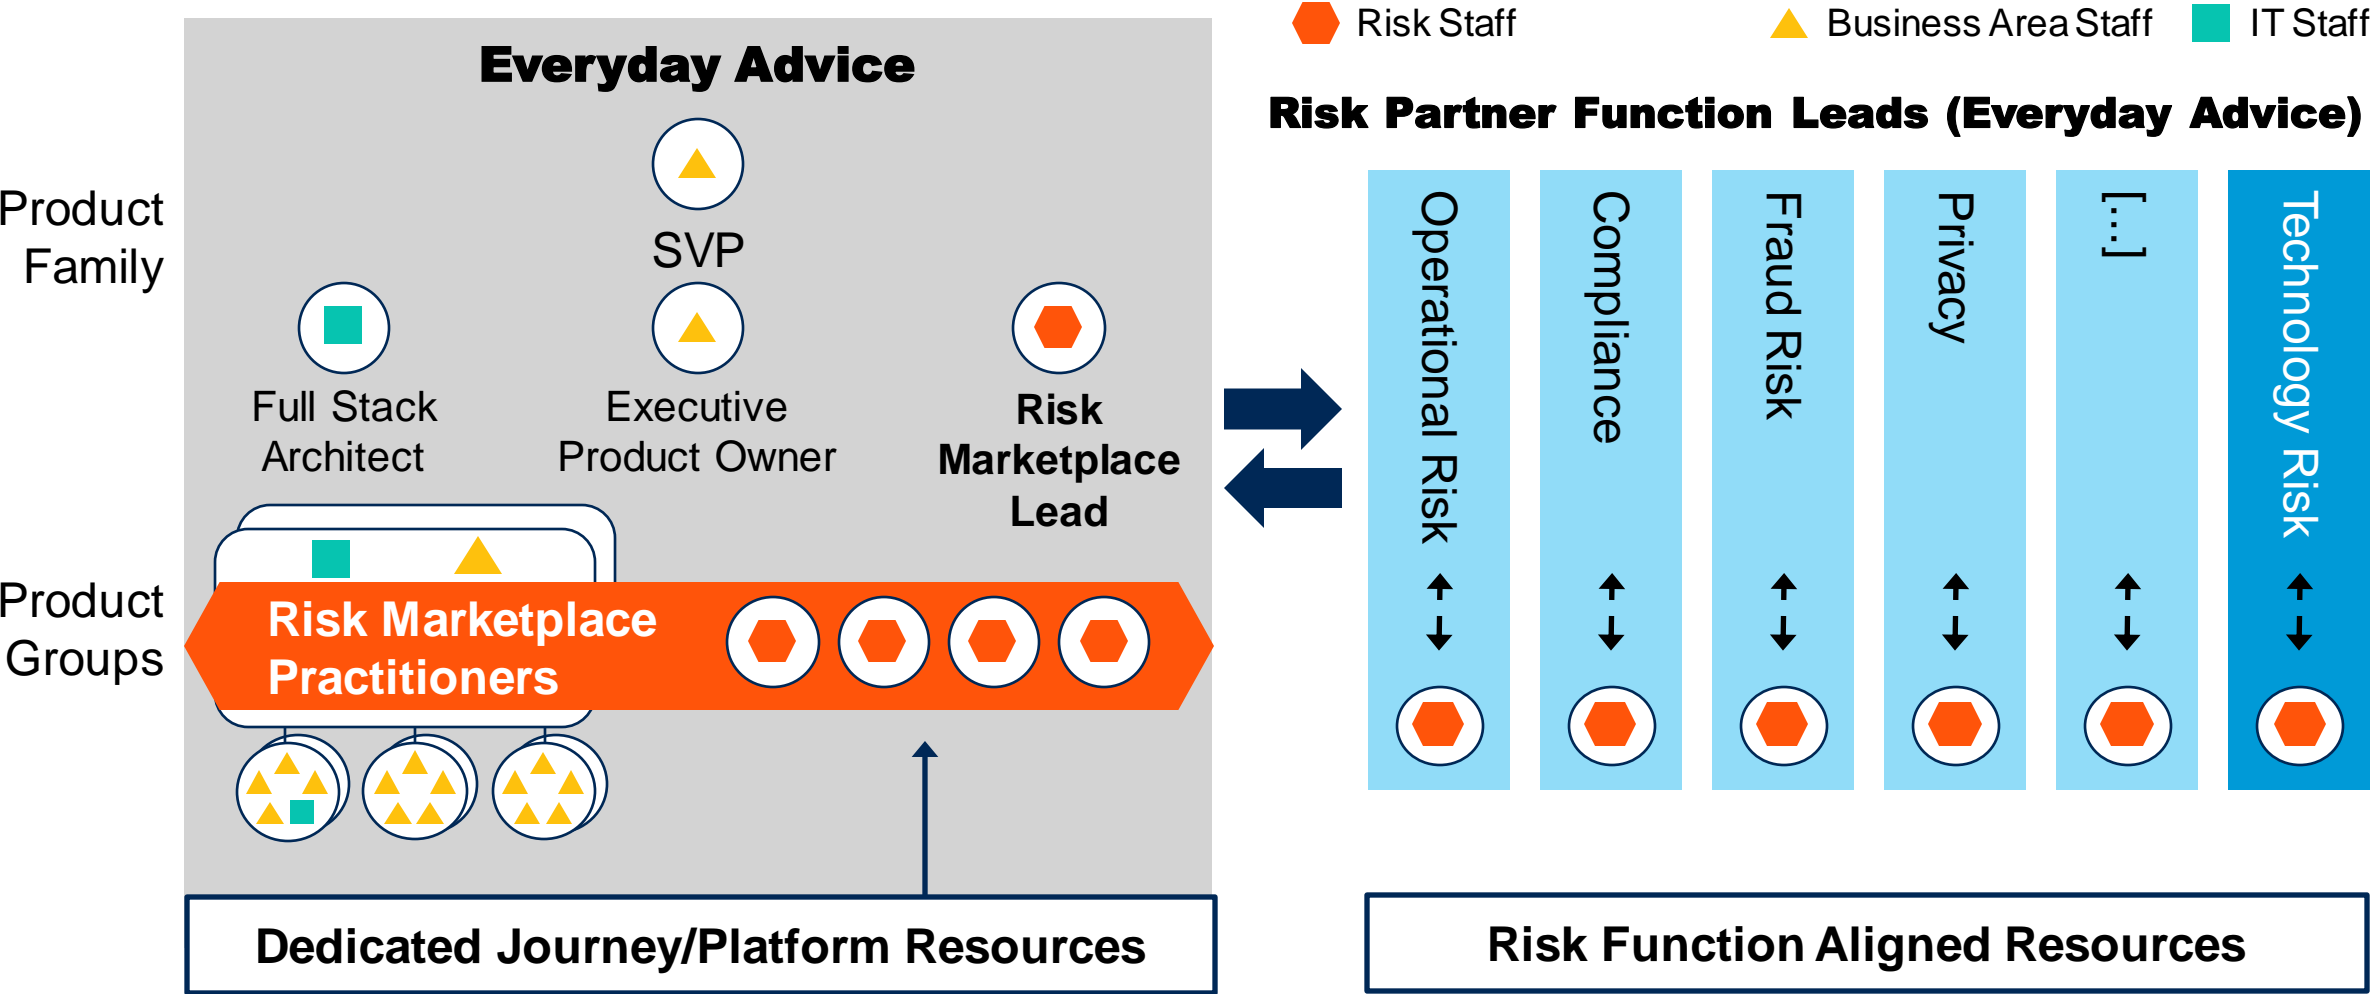 Risk Staff
Business Area Staff
IT Staff
Everyday Advice
Risk Partner Function Leads (Everyday Advice)
Product
Family
SVP
Full Stack
Architect
Executive
Product Owner
Risk
Marketplace
Lead
Product
Groups
Risk Marketplace
Practitioners
Operational Risk
Compliance
Fraud Risk
Privacy
[...]
Technology Risk
Dedicated Journey/Platform Resources
Risk Function Aligned Resources